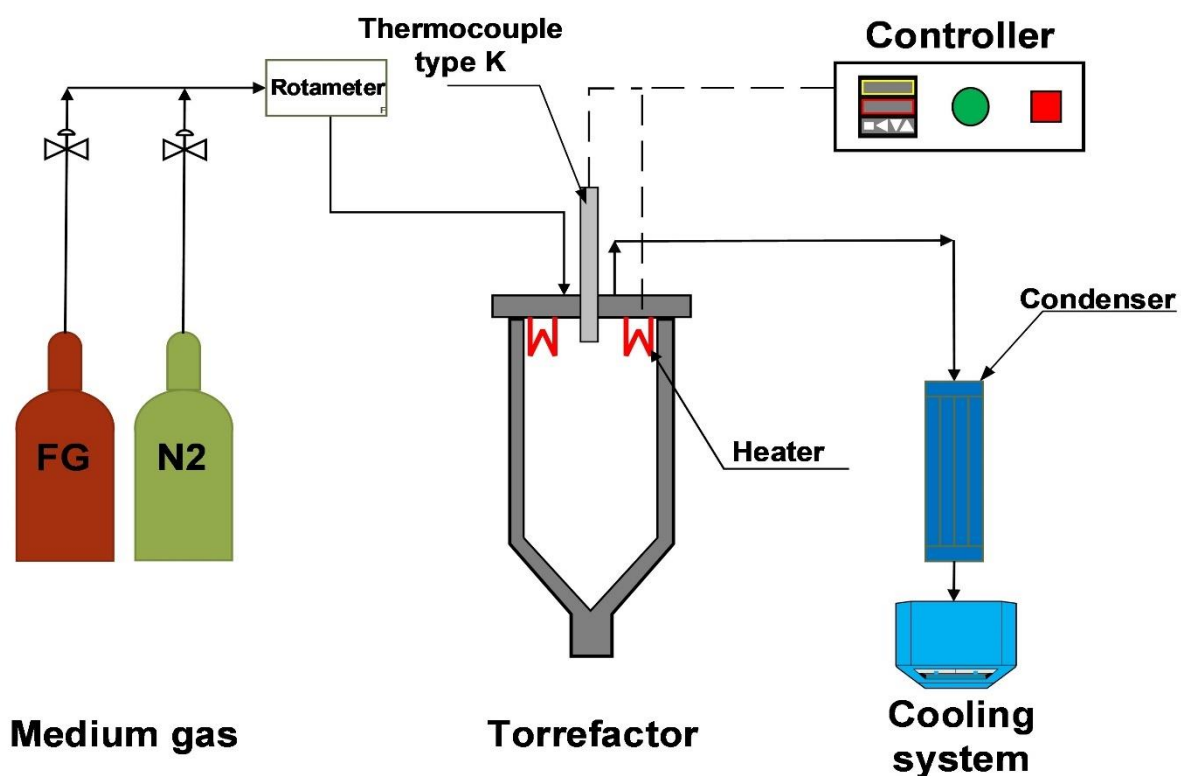 Thermocouple
type K
Controller
Rotameter
F
Condenser
FG
N2
Heater
Medium gas
Torrefactor
Cooling
system